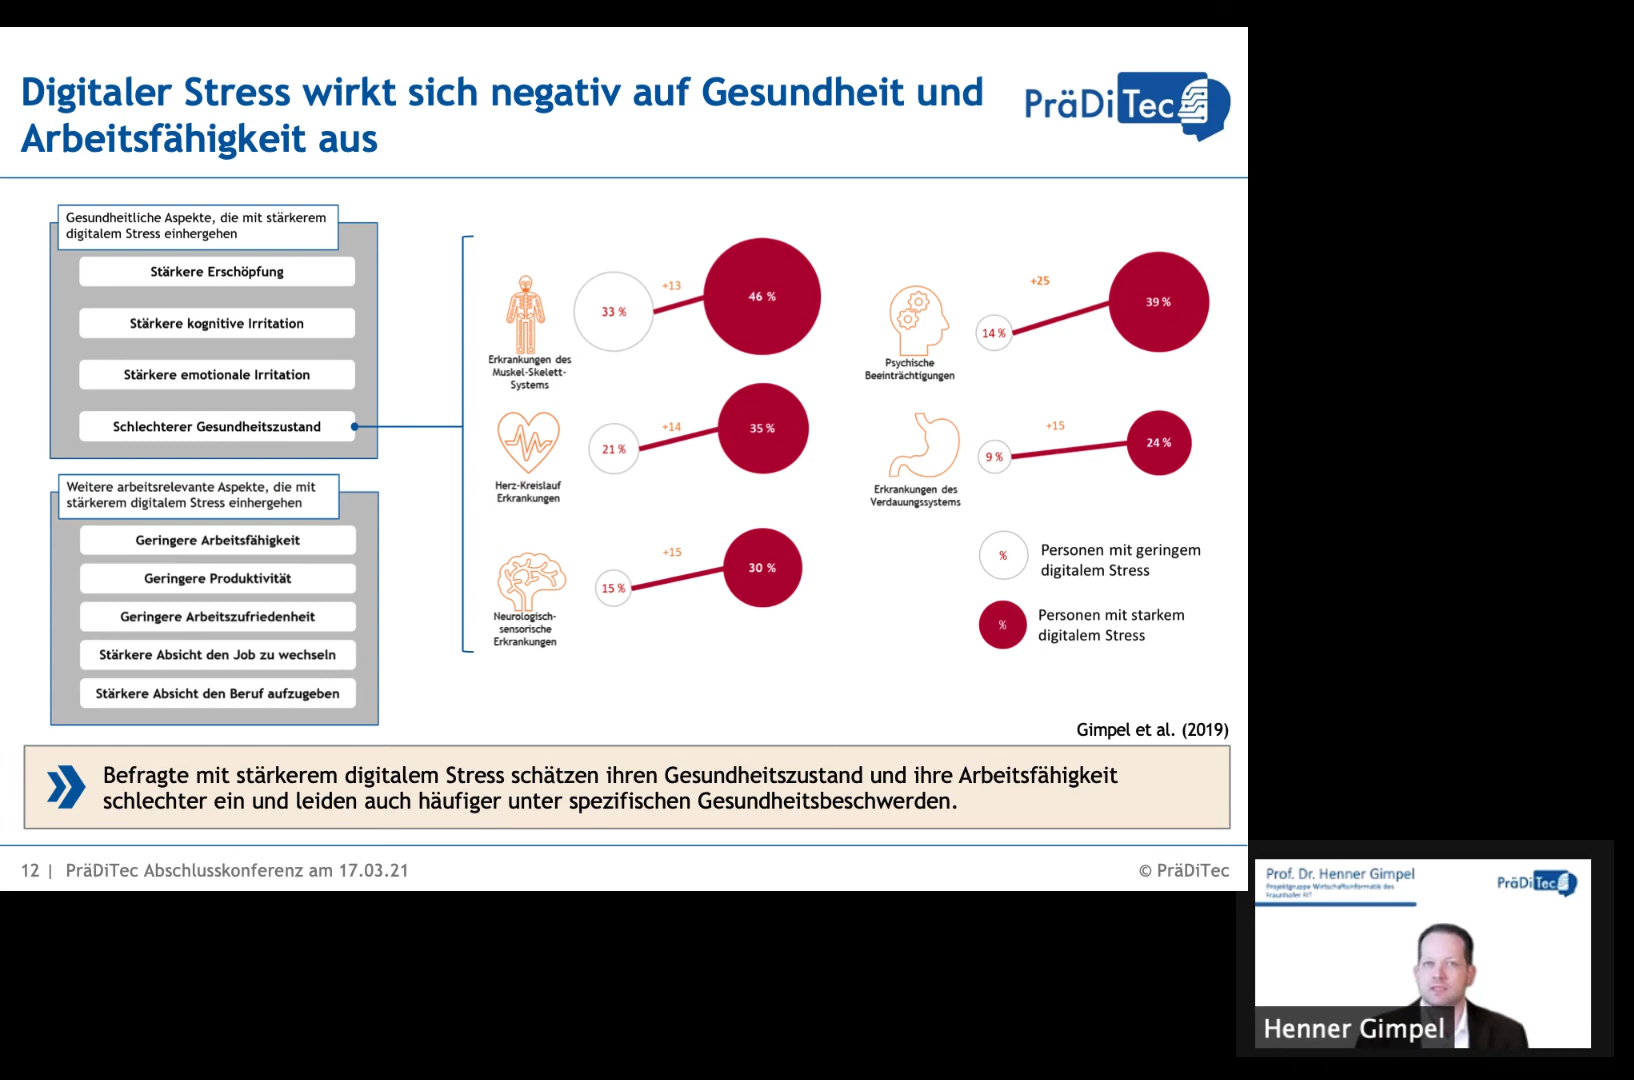 Digitaler Stress wirkt sich negativ auf Gesundheit und
Arbeitsfähigkeit aus
PräDiTec
Gesundheitliche Aspekte, die mit stärkerem
digitalem Stress einhergehen
Stärkere Erschöpfung
Stärkere kognitive Irritation
Stärkere emotionale Irritation
Schlechterer Gesundheitszustand
Weitere arbeitsrelevante Aspekte, die mit
stärkerem digitalem Stress einhergehen
Geringere Arbeitsfähigkeit
Geringere Produktivität
Geringere Arbeitszufriedenheit
Stärkere Absicht den Job zu wechseln
Stärkere Absicht den Beruf aufzugeben
33 %
+13
46 %
Erkrankungen des
Muskel-Skelett-
Systems
21 %
+14
35 %
Herz-Kreislauf
Erkrankungen
15 %
+15
30 %
Neurologisch-
sensorische
Erkrankungen
14 %
+25
39 %
Psychische
Beeinträchtigungen
9 %
+15
24 %
Erkrankungen des
Verdauungssystems
%
Personen mit geringem
digitalem Stress
%
Personen mit starkem
digitalem Stress
Gimpel et al. (2019)
Befragte mit stärkerem digitalem Stress schätzen ihren Gesundheitszustand und ihre Arbeitsfähigkeit
schlechter ein und leiden auch häufiger unter spezifischen Gesundheitsbeschwerden.
12 | PräDiTec Abschlusskonferenz am 17.03.21
© PräDiTec
Prof. Dr. Henner Gimpel
Projektgruppe Wirtschaftsinformatik des
Fraunhofer FIT
PräDiTec
Henner Gimpel